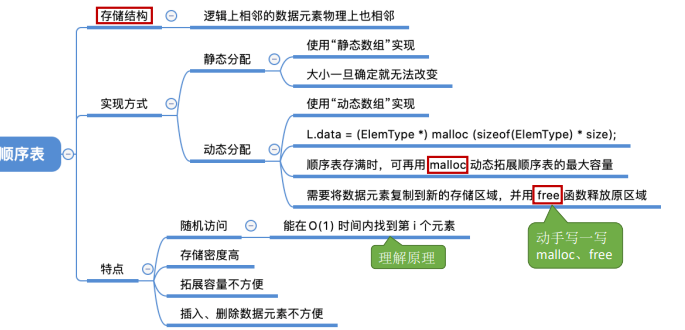 存储结构
逻辑上相邻的数据元素物理上也相邻
静态分配
使用“静态数组”实现
大小一旦确定就无法改变
实现方式
使用“动态数组”实现
动态分配
L.data = (ElemType *) malloc (sizeof(ElemType) * size);
顺序表存满时，可再用 malloc 动态拓展顺序表的最大容量
需要将数据元素复制到新的存储区域，并用 free 函数释放原区域
顺序表
随机访问
能在O(1) 时间内找到第 i 个元素
动手写一写
malloc、free
理解原理
存储密度高
特点
拓展容量不方便
插入、删除数据元素不方便